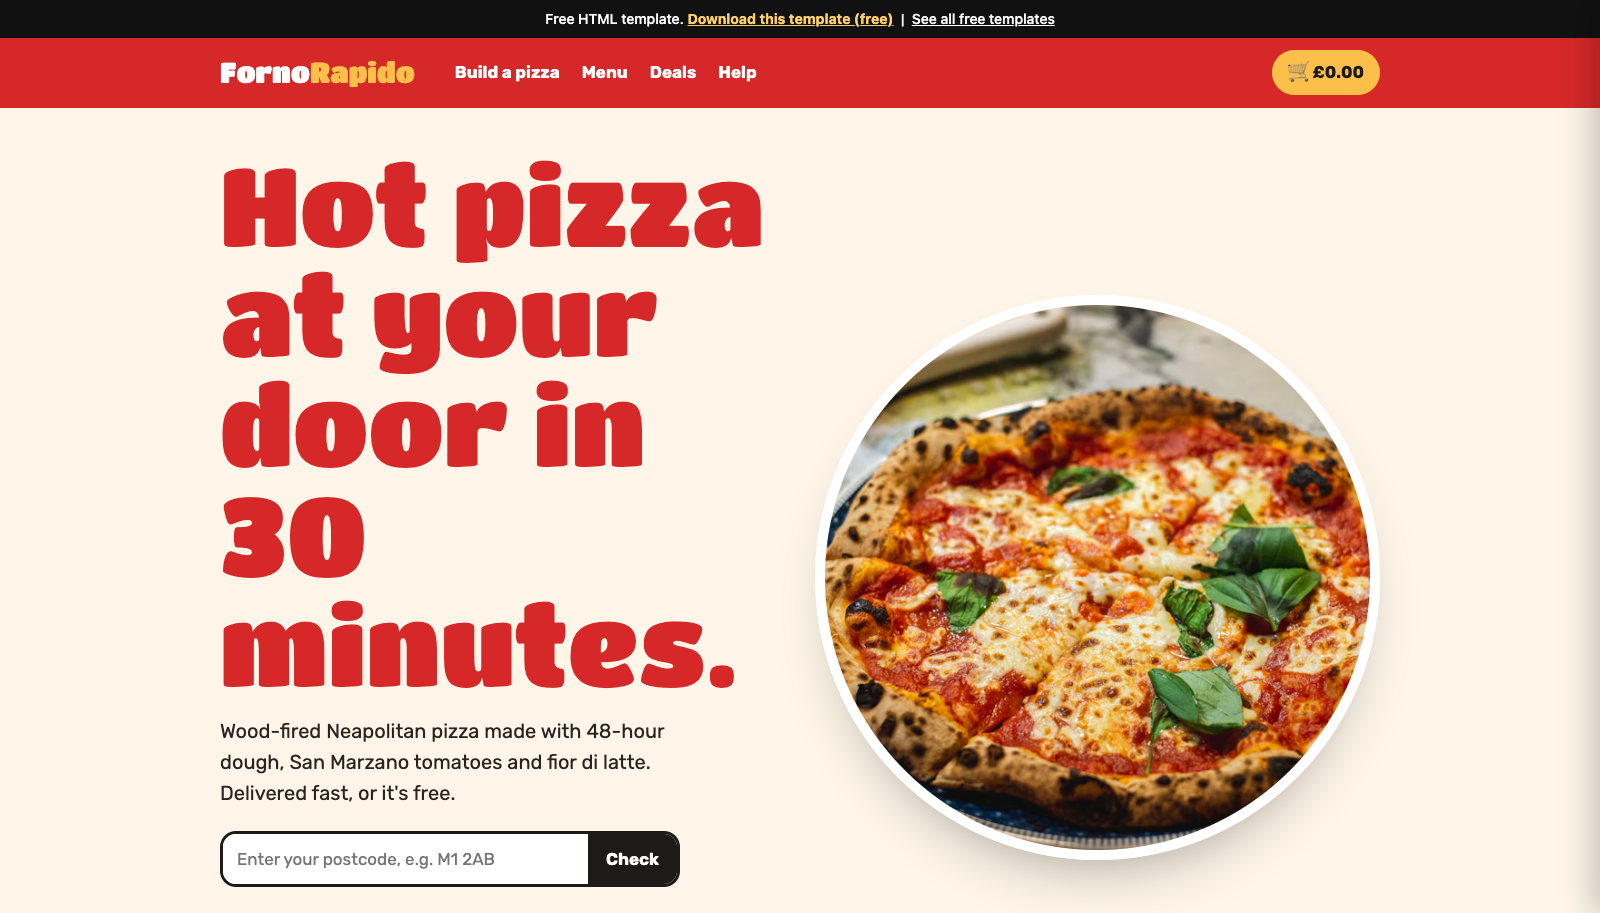 Free HTML template. Download this template (free) | See all free templates
FornoRapido Build a pizza Menu Deals Help £0.00
Hot pizza
at your
door in
30
minutes.
Wood-fired Neapolitan pizza made with 48-hour
dough, San Marzano tomatoes and fior di latte.
Delivered fast, or it's free.
Enter your postcode, e.g. M1 2AB Check